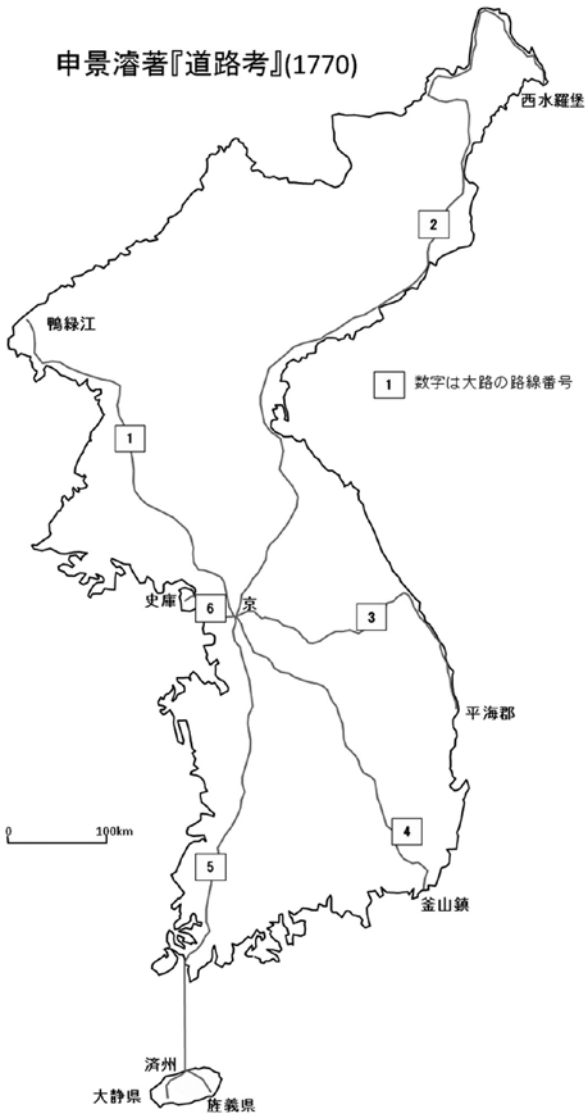 申景濬著『道路考』(1770)
西水羅堡
2
鴨緑江
1 数字は大路の路線番号
1
史庫
6
京
3
平海郡
0 100km
4
5
釜山鎮
済州
大静県
旌義県